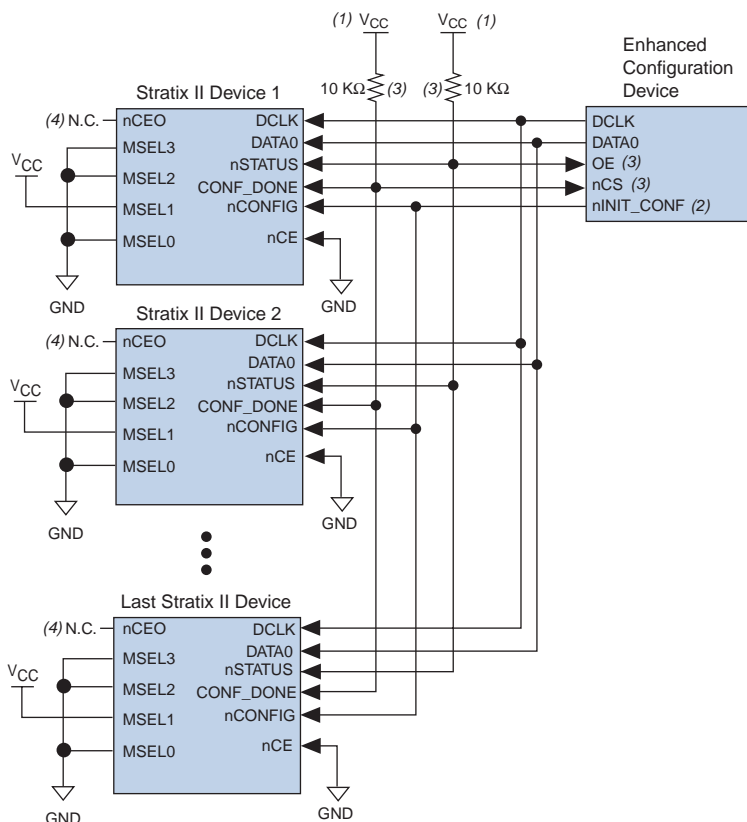 (1) VCC VCC (1)
Enhanced
Configuration
Device
10 KΩ (3) (3) 10 KΩ
Stratix II Device 1
(4) N.C. nCEO DCLK
MSEL3 DATA0
VCC MSEL2 nSTATUS
CONF_DONE
MSEL1 nCONFIG
MSEL0 nCE
GND GND
DCLK
DATA0
OE (3)
nCS (3)
nINIT_CONF (2)
Stratix II Device 2
(4) N.C. nCEO DCLK
MSEL3 DATA0
VCC nSTATUS
MSEL2 CONF_DONE
MSEL1 nCONFIG
MSEL0 nCE
GND GND
Last Stratix II Device
(4) N.C. nCEO DCLK
MSEL3 DATA0
VCC nSTATUS
MSEL2 CONF_DONE
MSEL1 nCONFIG
MSEL0 nCE
GND GND